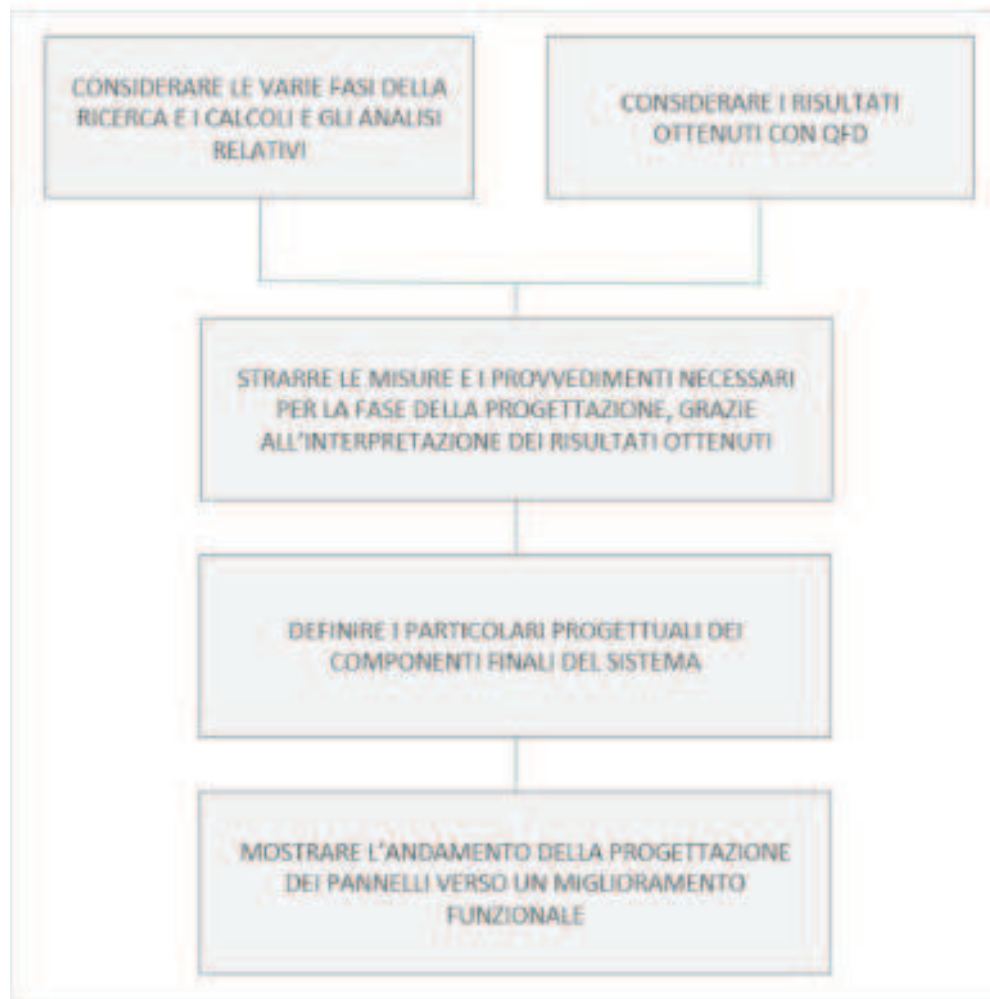 CONSIDERARE LE VARIE FASI DELLA
RICERCA E I CALCOLI E GLI ANALISI
RELATIVI
CONSIDERARE I RISULTATI
OTTENUTI CON QFD
STRARRE LE MISURE E I PROVVEDIMENTI NECESSARI
PER LA FASE DELLA PROGETTAZIONE, GRAZIE
ALL'INTERPRETAZIONE DEI RISULTATI OTTENUTI
DEFINIRE I PARTICOLARI PROGETTUALI DEI
COMPONENTI FINALI DEL SISTEMA
MOSTRARE L'ANDAMENTO DELLA PROGETTAZIONE
DEI PANNELLI VERSO UN MIGLIORAMENTO
FUNZIONALE